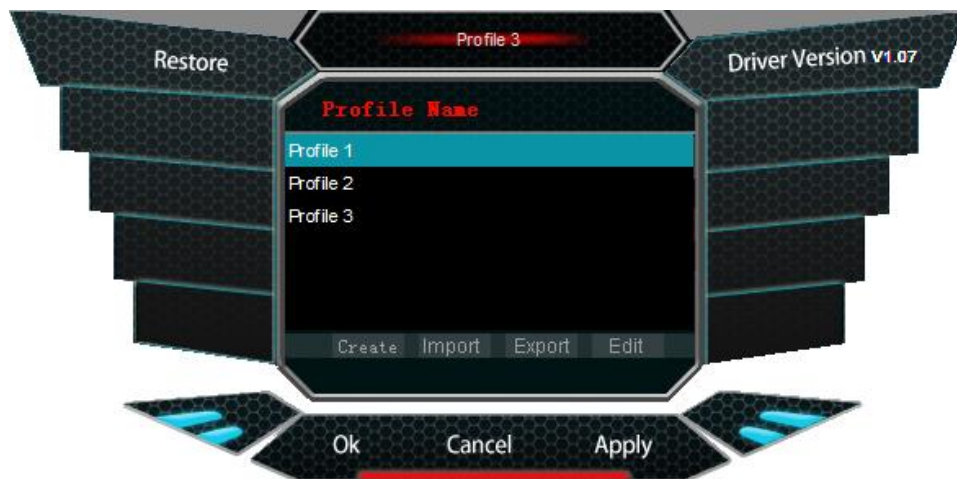 Profile 3
Restore
Driver Version V1.07
Profile Name
Profile 1
Profile 2
Profile 3
Create Import Export Edit
Ok Cancel Apply